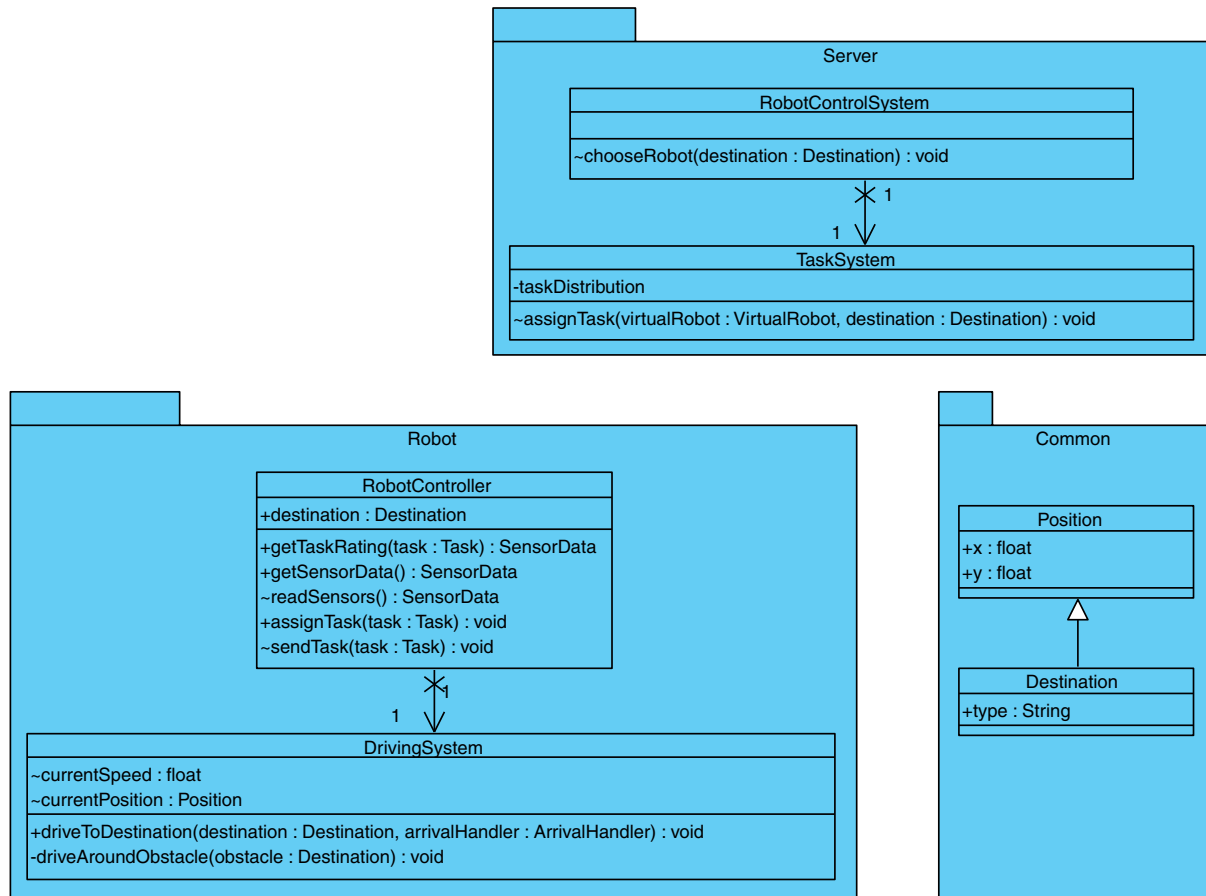 Server
RobotControlSystem
~chooseRobot(destination : Destination) : void
1
1
TaskSystem
-taskDistribution
~assignTask(virtualRobot : VirtualRobot, destination : Destination) : void
Robot
RobotController
+destination : Destination
+getTaskRating(task : Task) : SensorData
+getSensorData() : SensorData
~readSensors() : SensorData
+assignTask(task : Task) : void
~sendTask(task : Task) : void
1
1
DrivingSystem
~currentSpeed : float
~currentPosition : Position
+driveToDestination(destination : Destination, arrivalHandler : ArrivalHandler) : void
-driveAroundObstacle(obstacle : Destination) : void
Common
Position
+x : float
+y : float
Destination
+type : String